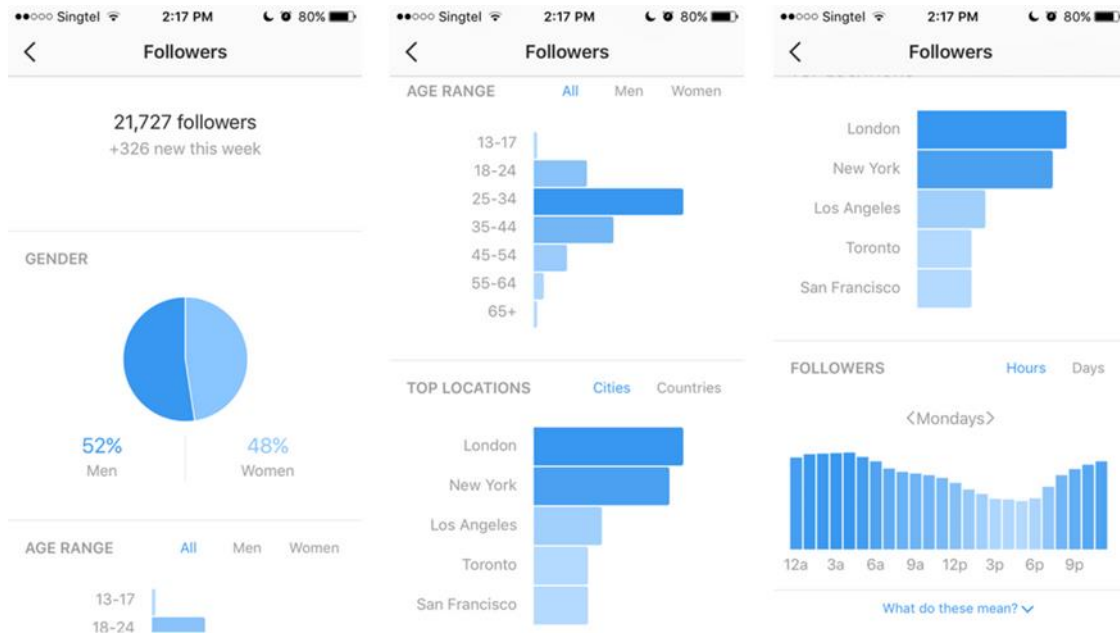 Singtel 2:17 PM 80%
Followers
21,727 followers
+326 new this week
GENDER
52%
Men
48%
Women
AGE RANGE All Men Women
13-17
18-24
Singtel 2:17 PM 80%
Followers
AGE RANGE All Men Women
13-17
18-24
25-34
35-44
45-54
55-64
65+
TOP LOCATIONS Cities Countries
London
New York
Los Angeles
Toronto
San Francisco
Singtel 2:17 PM 80%
Followers
London
New York
Los Angeles
Toronto
San Francisco
FOLLOWERS Hours Days
<Mondays>
12a 3a 6a 9a 12p 3p 6p 9p
What do these mean?